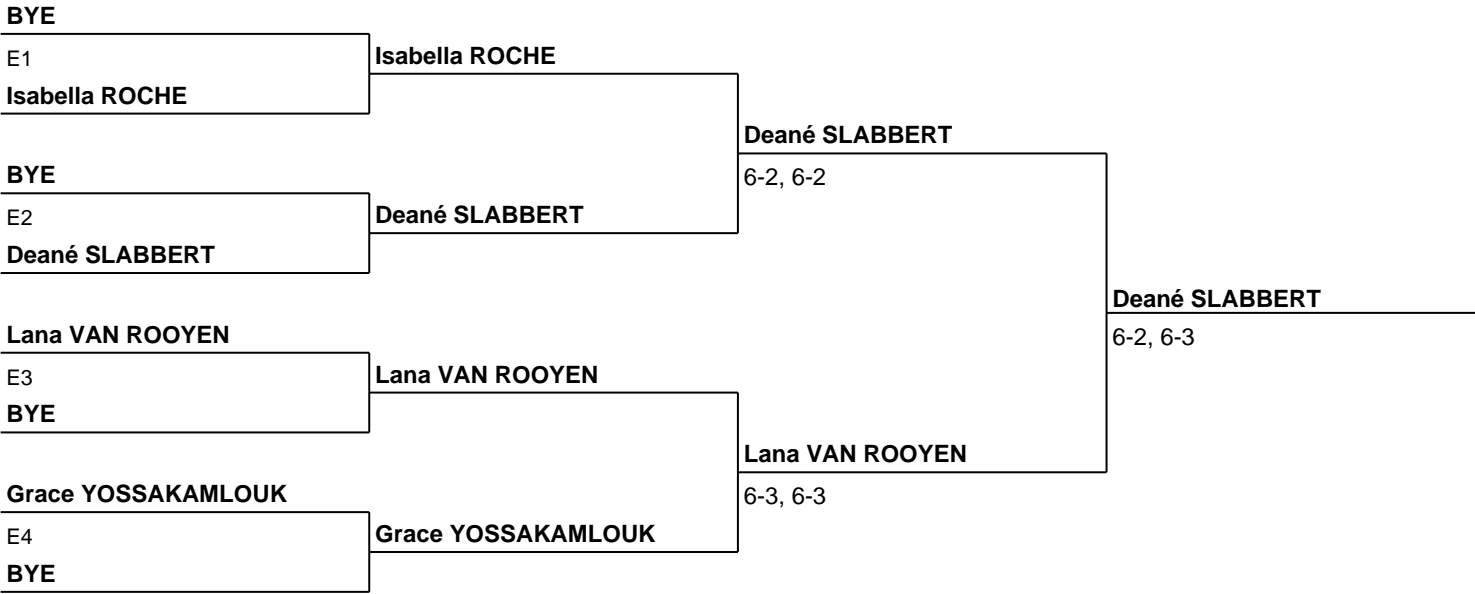 BYE
E1
Isabella ROCHE
Isabella ROCHE
BYE
E2
Deané SLABBERT
Deané SLABBERT
Deané SLABBERT
6-2, 6-2
Lana VAN ROOYEN
E3
BYE
Lana VAN ROOYEN
Grace YOSSAKAMLOUK
E4
BYE
Grace YOSSAKAMLOUK
Lana VAN ROOYEN
6-3, 6-3
Deané SLABBERT
6-2, 6-3